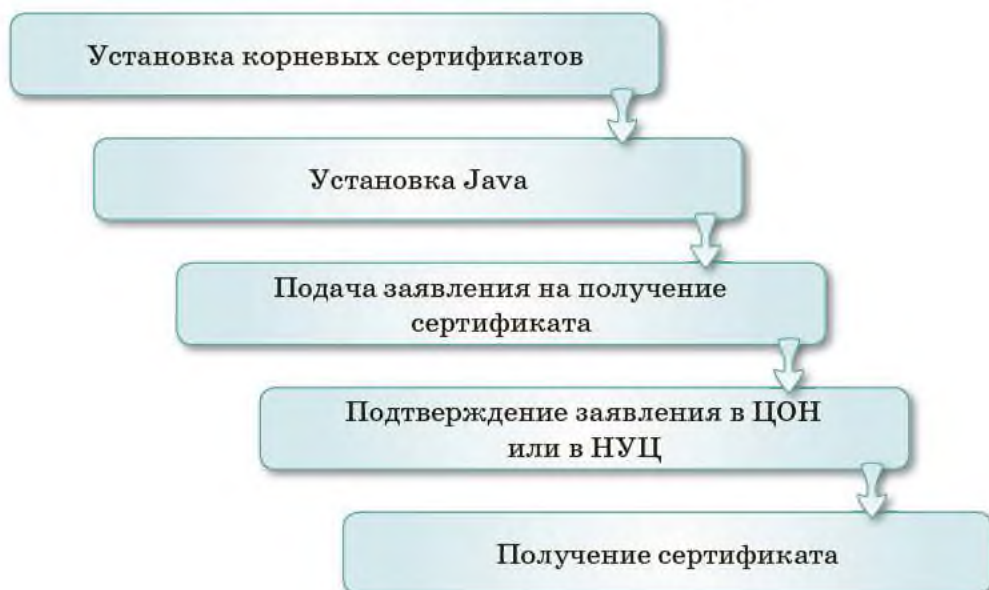 Установка корневых сертификатов
Установка Java
Подача заявления на получение
сертификата
Подтверждение заявления в ЦОН
или в НУЦ
Получение сертификата